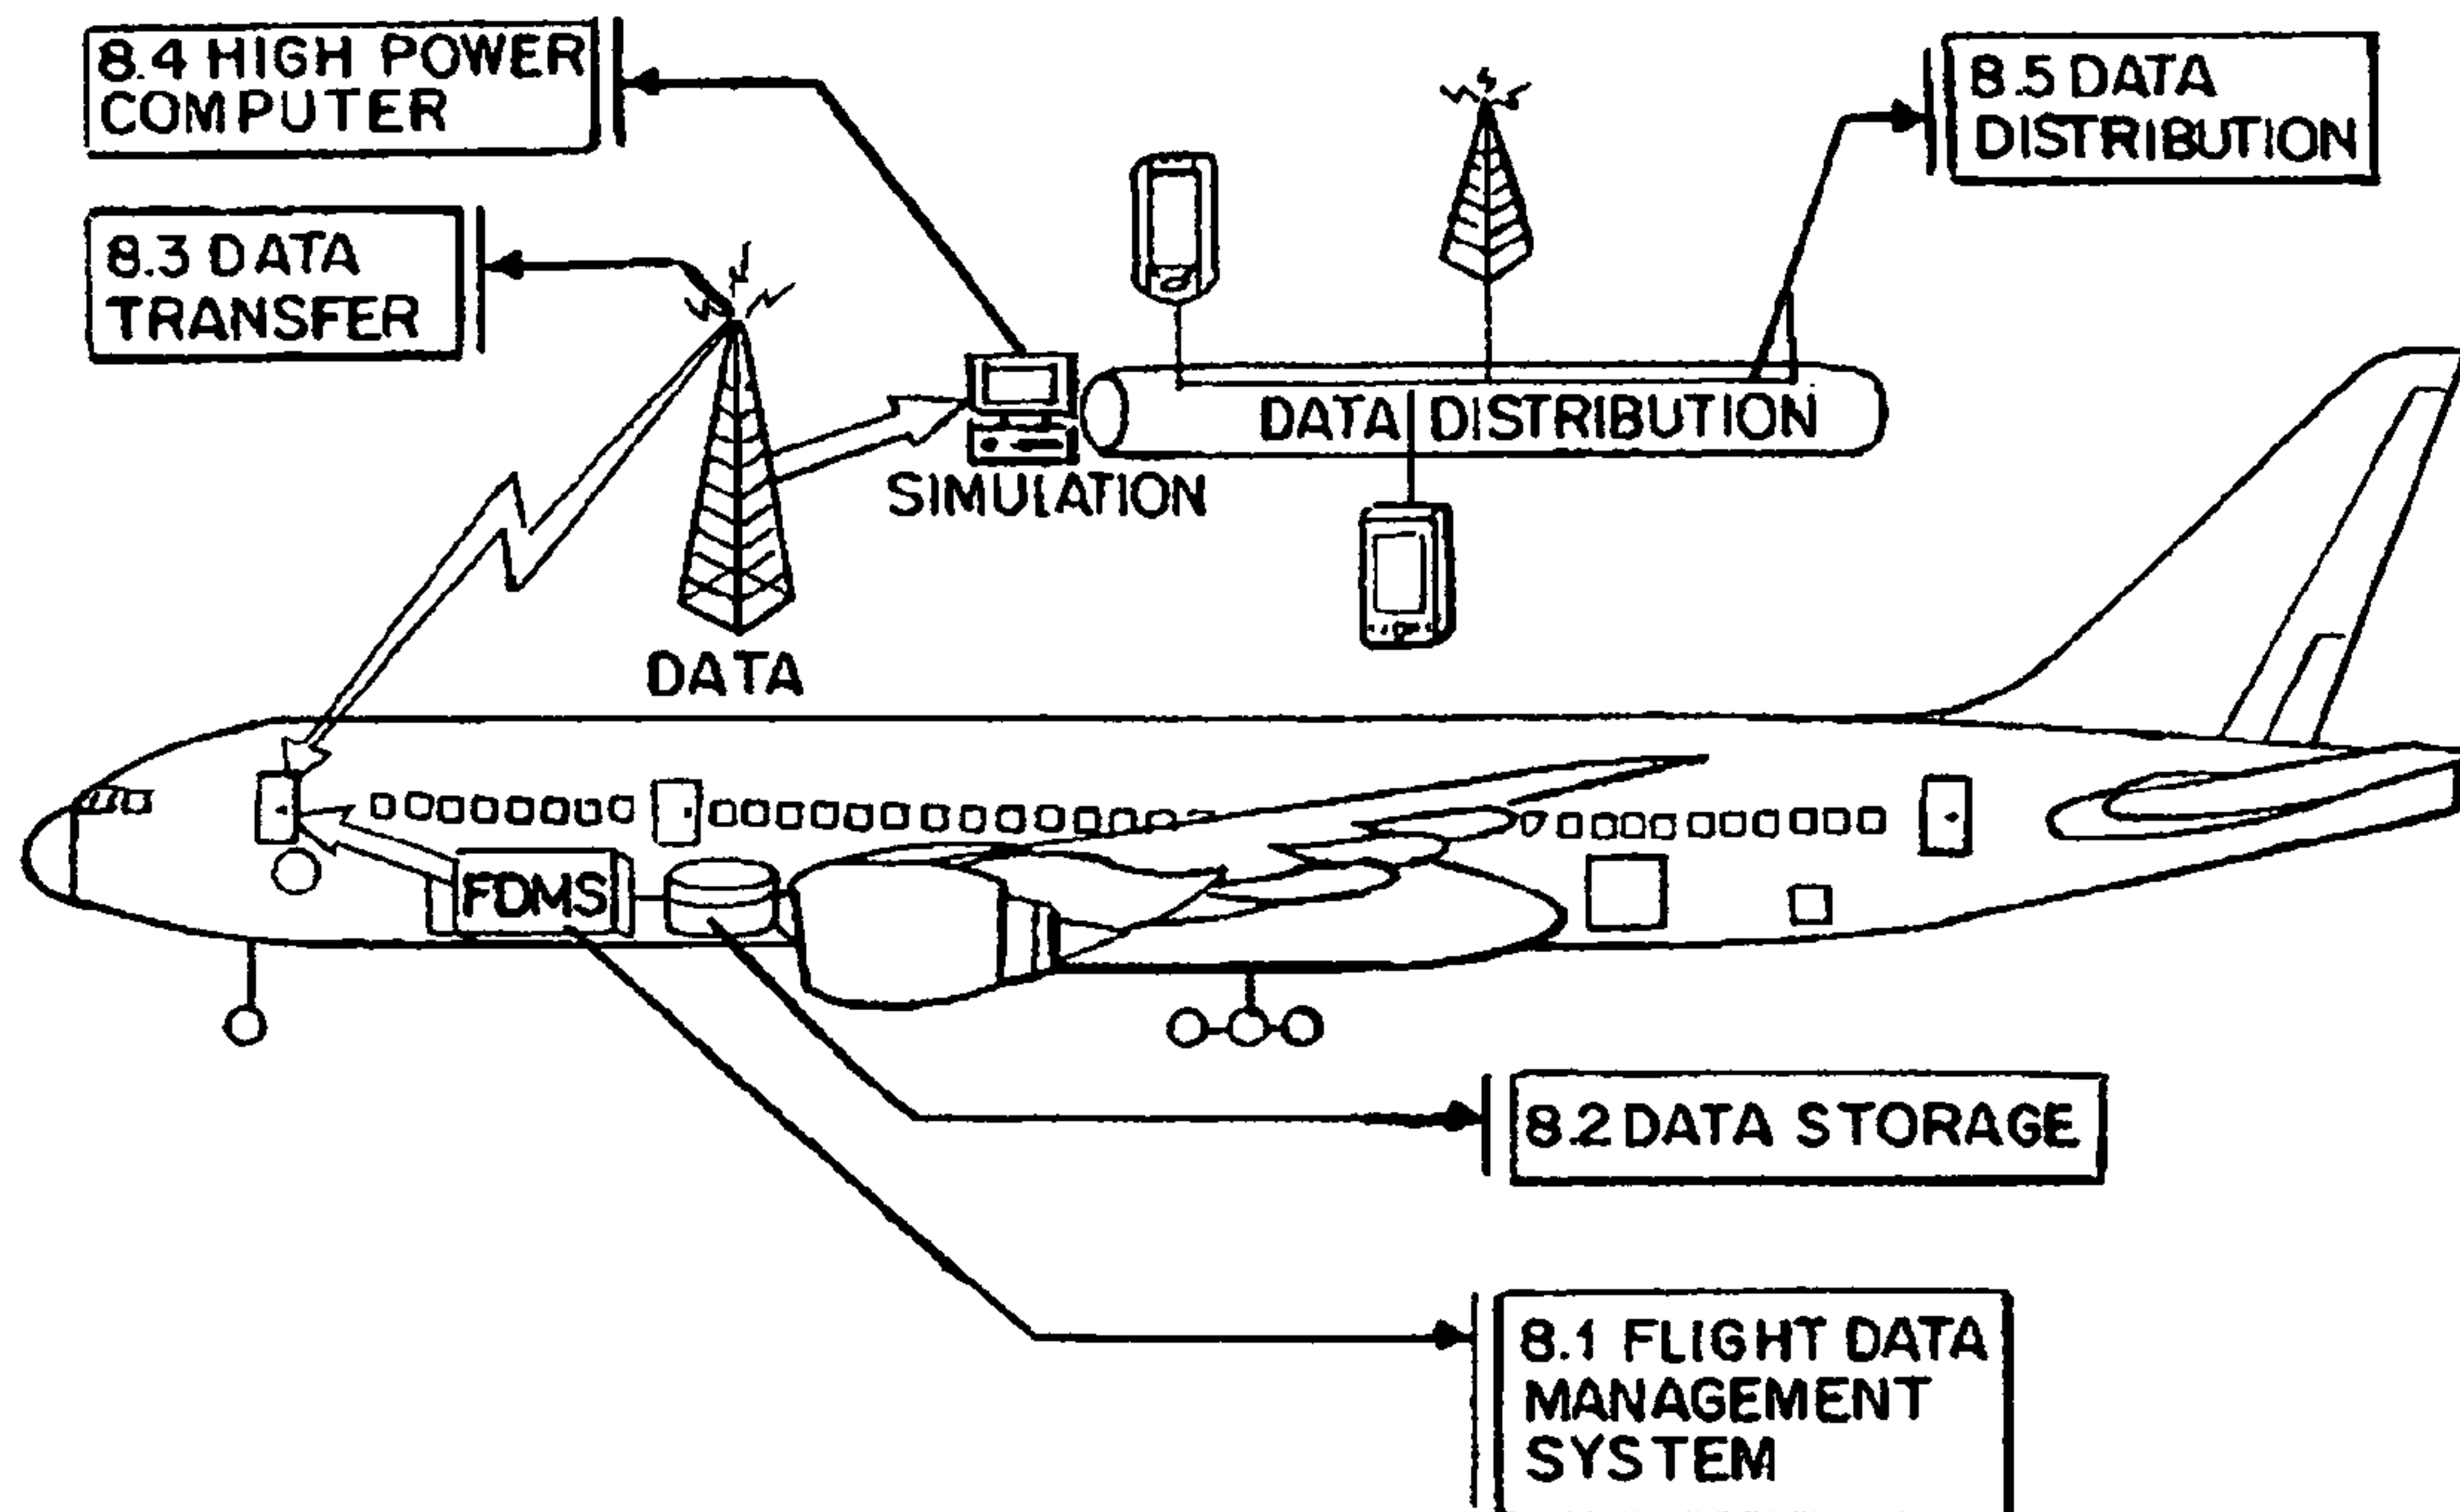 8.4 HIGH POWER
COMPUTER
8.5 DATA
DISTRIBUTION
8.3 DATA
TRANSFER
DATA DISTRIBUTION
SIMULATION
DATA
FDMS
8.2 DATA STORAGE
8.1 FLIGHT DATA
MANAGEMENT
SYSTEM